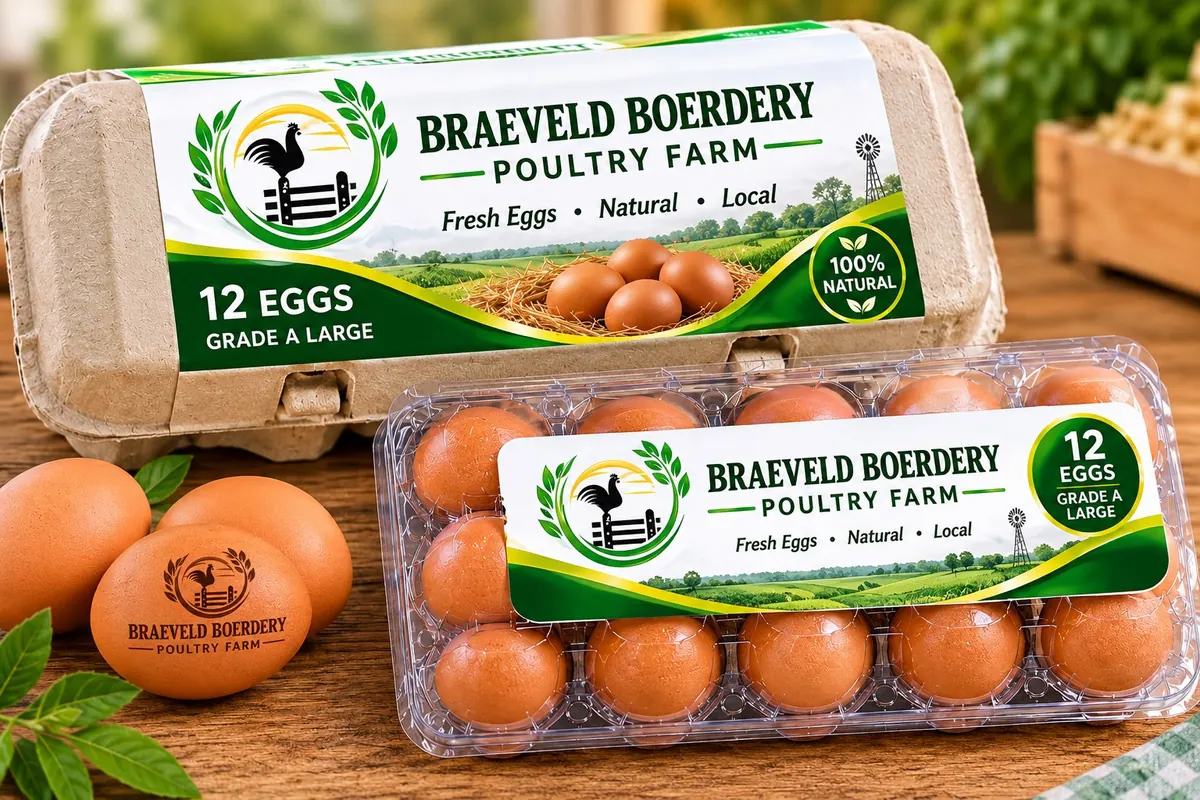 BRAEVELD BOERDERY
POULTRY FARM
Fresh Eggs • Natural • Local
12 EGGS
GRADE A LARGE
100%
NATURAL
BRAEVELD BOERDERY
POULTRY FARM
Fresh Eggs • Natural • Local
12
EGGS
GRADE A
LARGE
BRAEVELD BOERDERY
POULTRY FARM